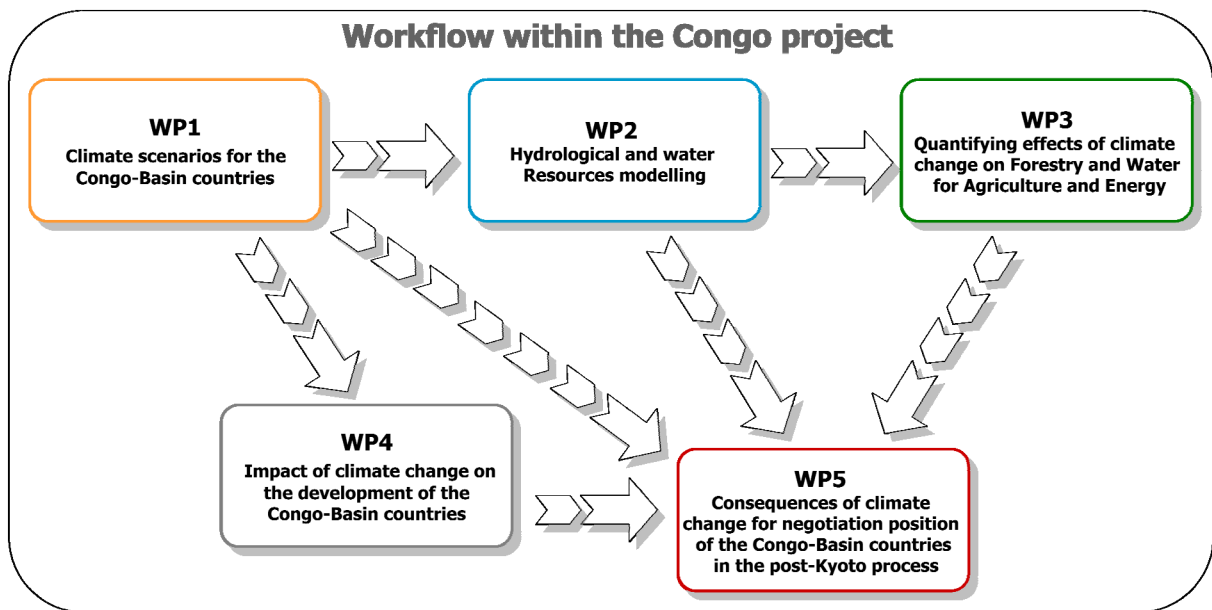 Workflow within the Congo project
WP1
Climate scenarios for the
Congo-Basin countries
WP2
Hydrological and water
Resources modelling
WP3
Quantifying effects of climate
change on Forestry and Water
for Agriculture and Energy
WP4
Impact of climate change on
the development of the
Congo-Basin countries
WP5
Consequences of climate
change for negotiation position
of the Congo-Basin countries
in the post-Kyoto process